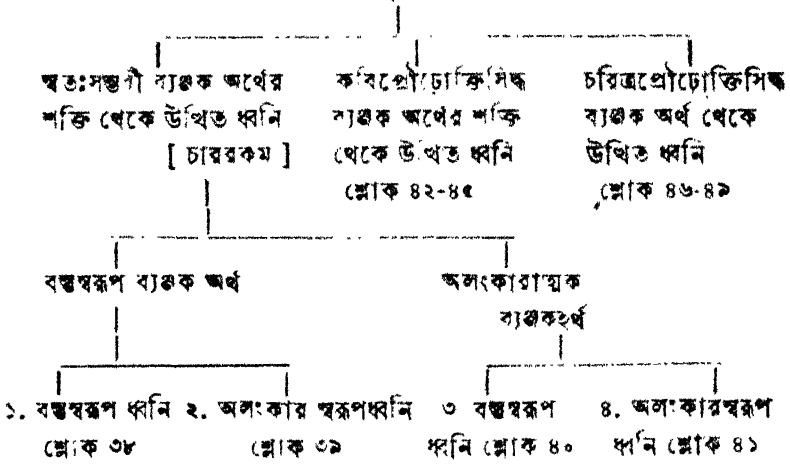 স্বতঃসম্ভবী ব্যঞ্জক অর্থের কবিপ্রৌঢ়োক্তিসিদ্ধ চরিত্রপ্রৌঢ়োক্তিসিদ্ধ
শক্তি থেকে উত্থিত ধ্বনি ব্যঞ্জক অর্থের শক্তি ব্যঞ্জক অর্থ থেকে
[ চাররকম ] থেকে উত্থিত ধ্বনি উত্থিত ধ্বনি
শ্লোক ৪২-৪৫ শ্লোক ৪৬-৪৯
বস্তুস্বরূপ ব্যঞ্জক অর্থ অলংকারাত্মক
ব্যঞ্জকঅর্থ
১. বস্তুস্বরূপ ধ্বনি ২. অলংকার স্বরূপধ্বনি ৩ বস্তুস্বরূপ ৪. অলংকারস্বরূপ
শ্লোক ৩৮ শ্লোক ৩৯ ধ্বনি শ্লোক ৪০ ধ্বনি শ্লোক ৪১